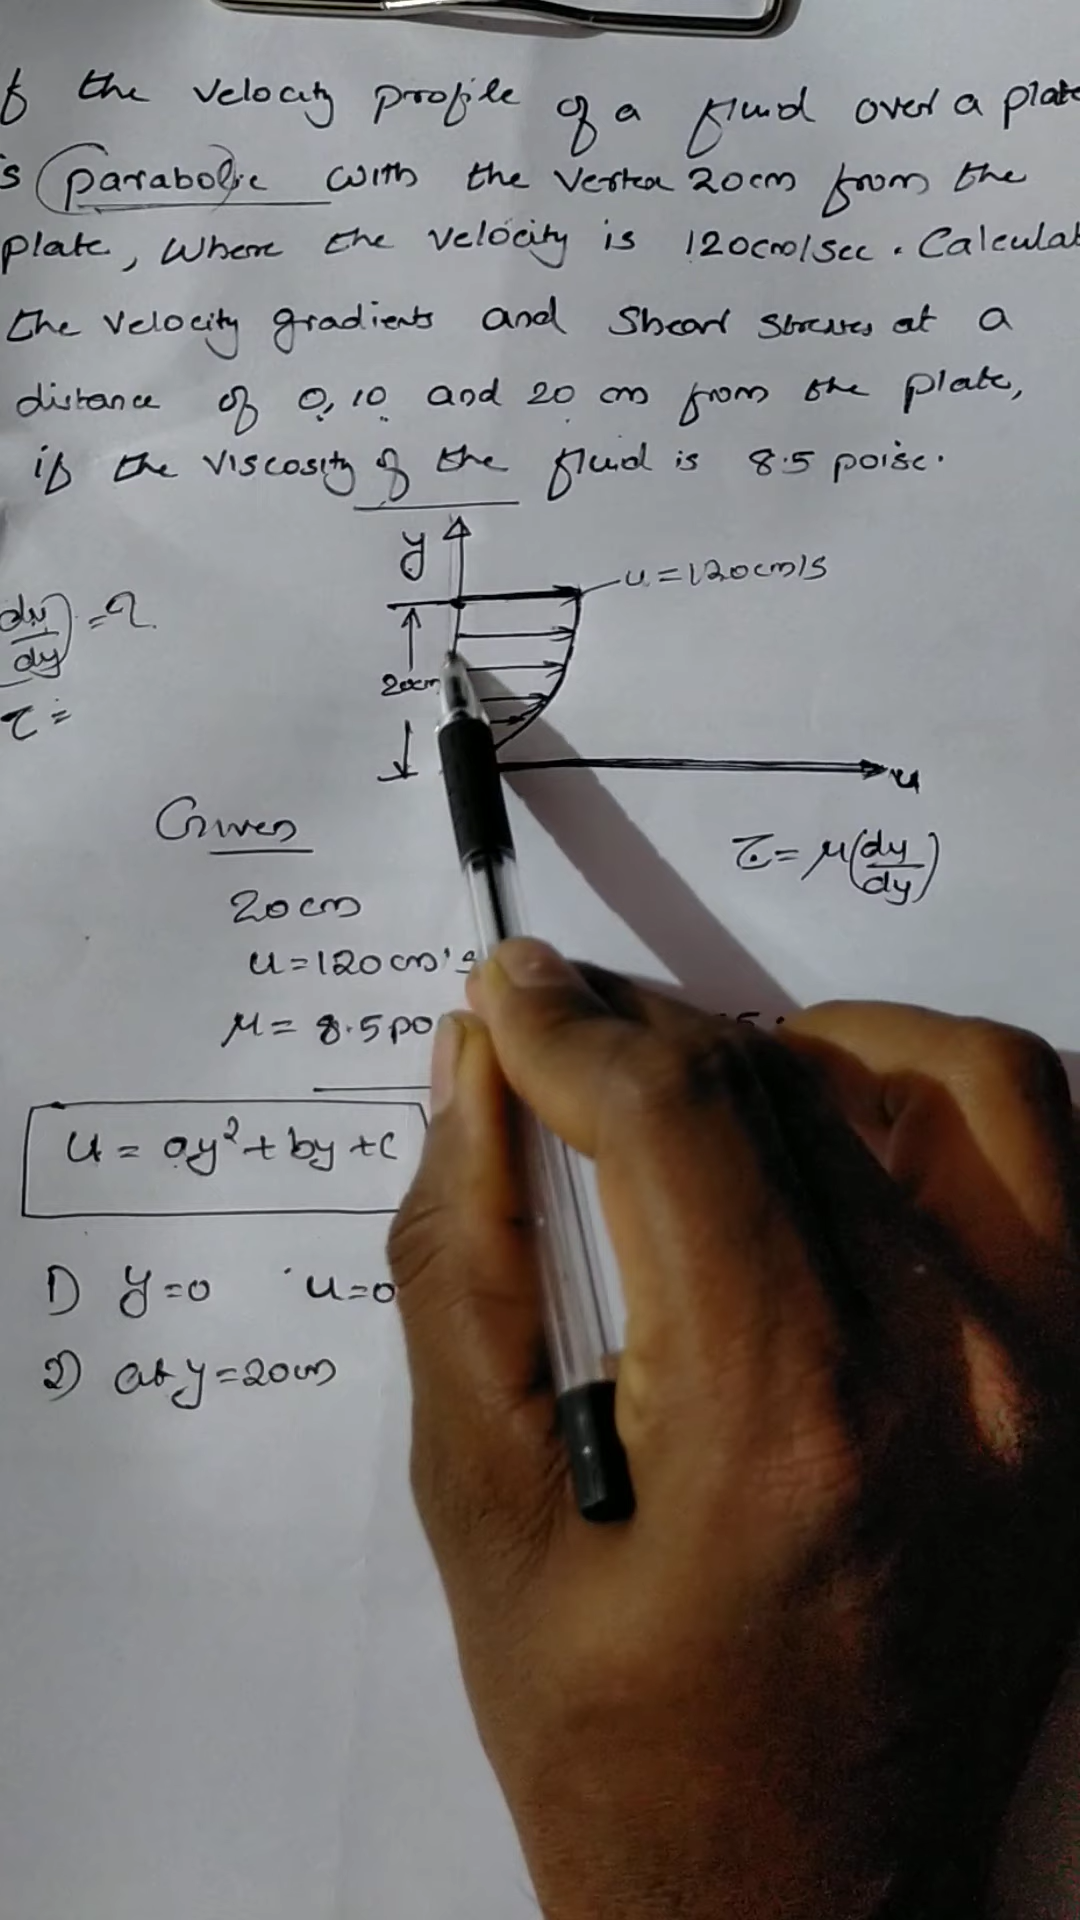 f the velocity profile of a fluid over a plate
is parabolic with the vertex 20cm from the
plate, where the velocity is 120cm/sec. Calculat
the velocity gradients and shear stresses at a
distance of 0, 10 and 20 cm from the plate,
if the viscosity of the fluid is 8.5 poise.
y
u=120cm/s
du/dy) = ?
20cm
τ =
u
Given
τ = μ(du/dy)
20cm
u=120cm/s
μ = 8.5po
u = ay²+by+c
1) y=0 u=0
2) at y=20cm